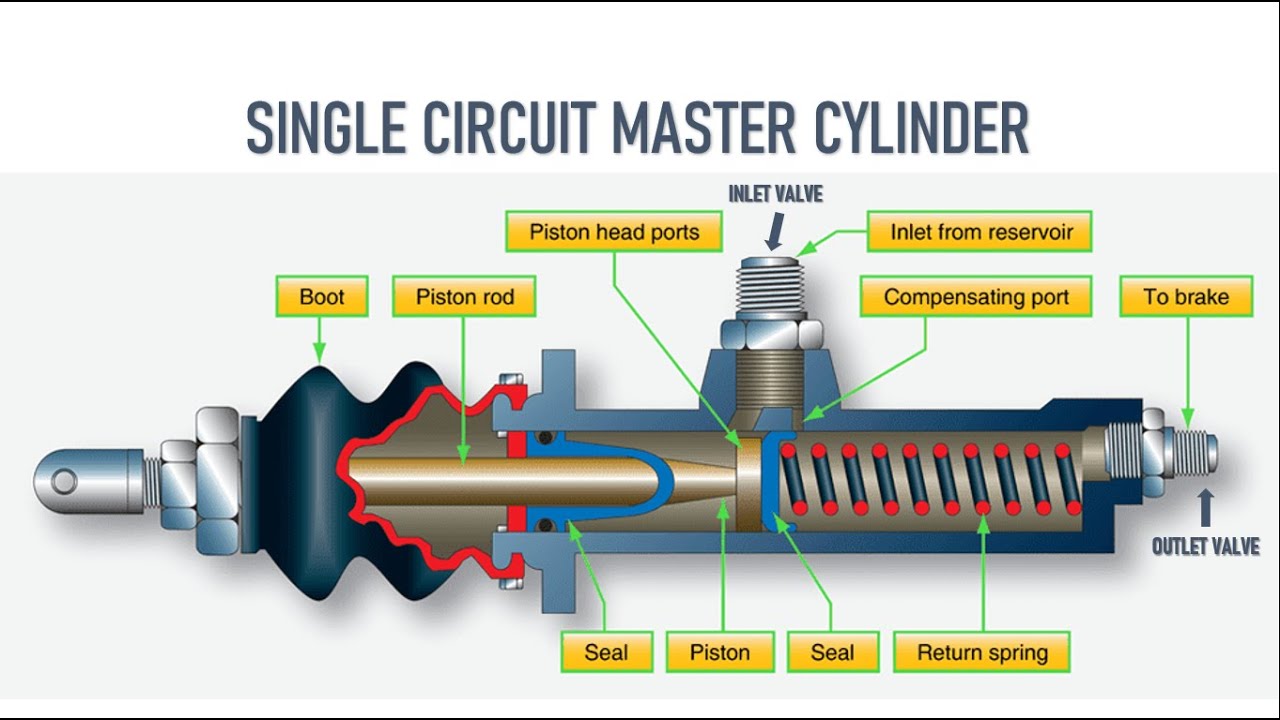 SINGLE CIRCUIT MASTER CYLINDER
INLET VALVE
Piston head ports
Inlet from reservoir
Boot
Piston rod
Compensating port
To brake
OUTLET VALVE
Seal
Piston
Seal
Return spring